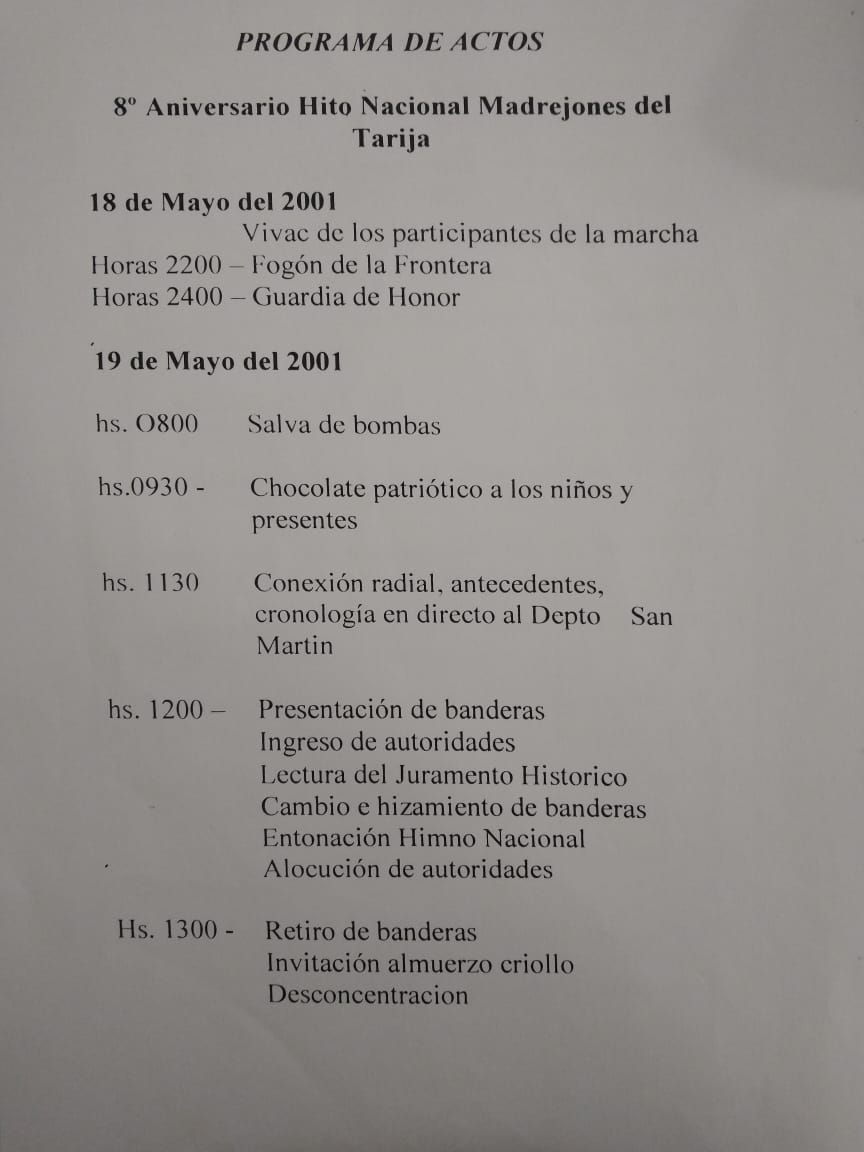 PROGRAMA DE ACTOS
8º Aniversario Hito Nacional Madrejones del
Tarija
18 de Mayo del 2001
Vivac de los participantes de la marcha
Horas 2200 – Fogón de la Frontera
Horas 2400 – Guardia de Honor
19 de Mayo del 2001
hs. O800 Salva de bombas
hs.0930 - Chocolate patriótico a los niños y
presentes
hs. 1130 Conexión radial, antecedentes,
cronología en directo al Depto San
Martin
hs. 1200 – Presentación de banderas
Ingreso de autoridades
Lectura del Juramento Historico
Cambio e hizamiento de banderas
Entonación Himno Nacional
Alocución de autoridades
Hs. 1300 - Retiro de banderas
Invitación almuerzo criollo
Desconcentracion